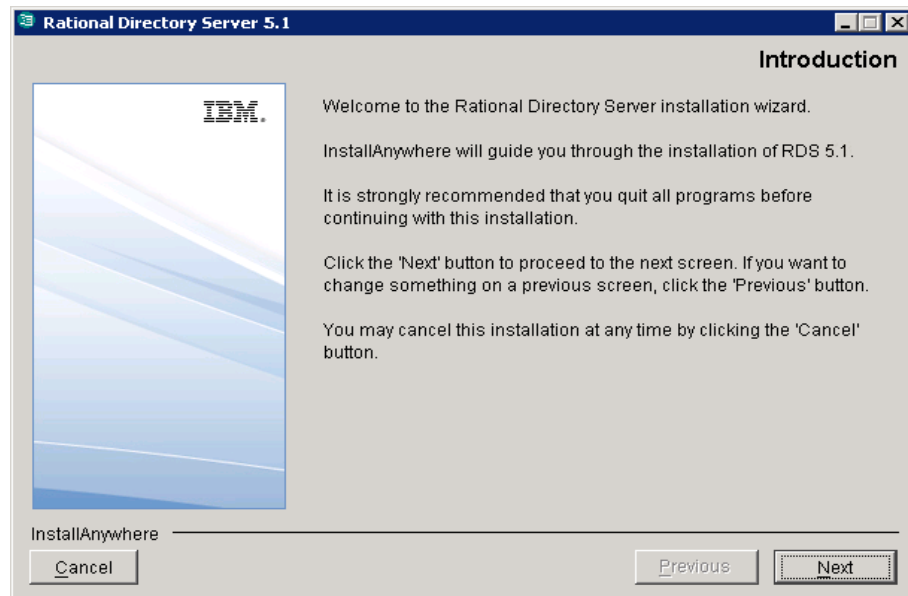 Rational Directory Server 5.1
Introduction
IBM.
Welcome to the Rational Directory Server installation wizard.
InstallAnywhere will guide you through the installation of RDS 5.1.
It is strongly recommended that you quit all programs before
continuing with this installation.
Click the 'Next' button to proceed to the next screen. If you want to
change something on a previous screen, click the 'Previous' button.
You may cancel this installation at any time by clicking the 'Cancel'
button.
InstallAnywhere
Cancel
Previous
Next